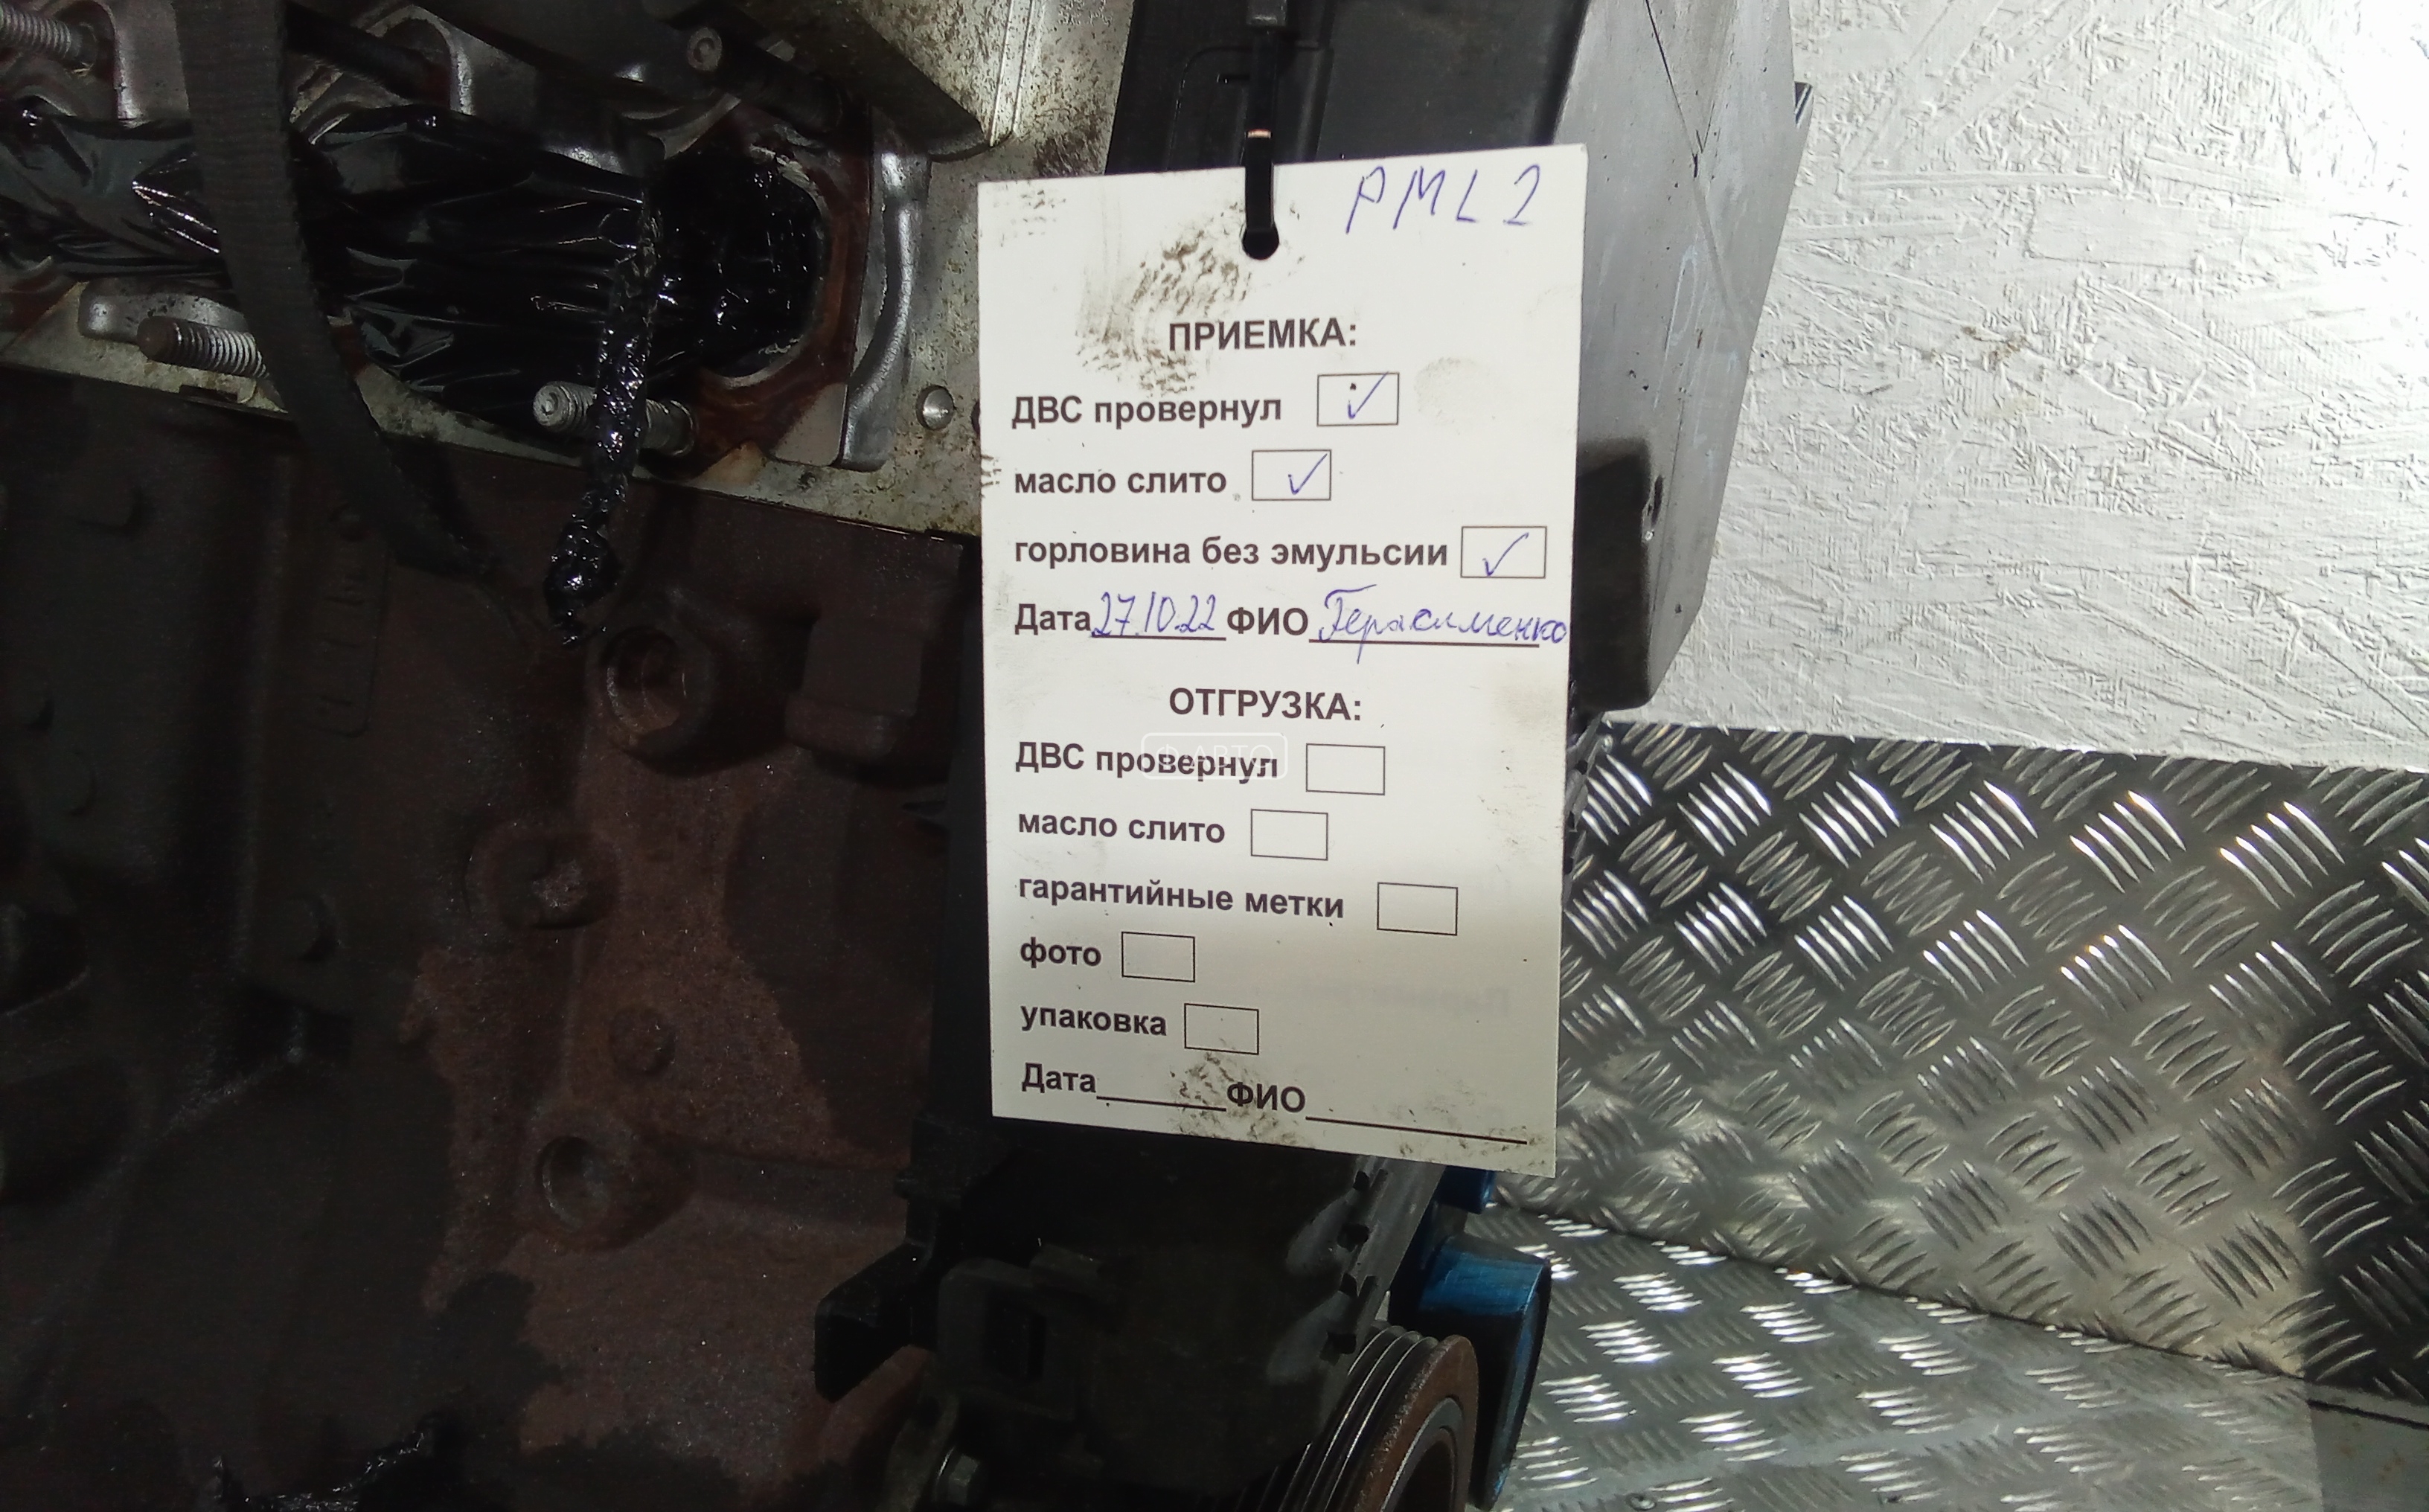 PML2
ПРИЕМКА:
ДВС провернул
масло слито
горловина без эмульсии
Дата 27.10.22 ФИО Герасименко
ОТГРУЗКА:
Ф-АВТО
ДВС провернул
масло слито
гарантийные метки
фото
упаковка
Дата ФИО